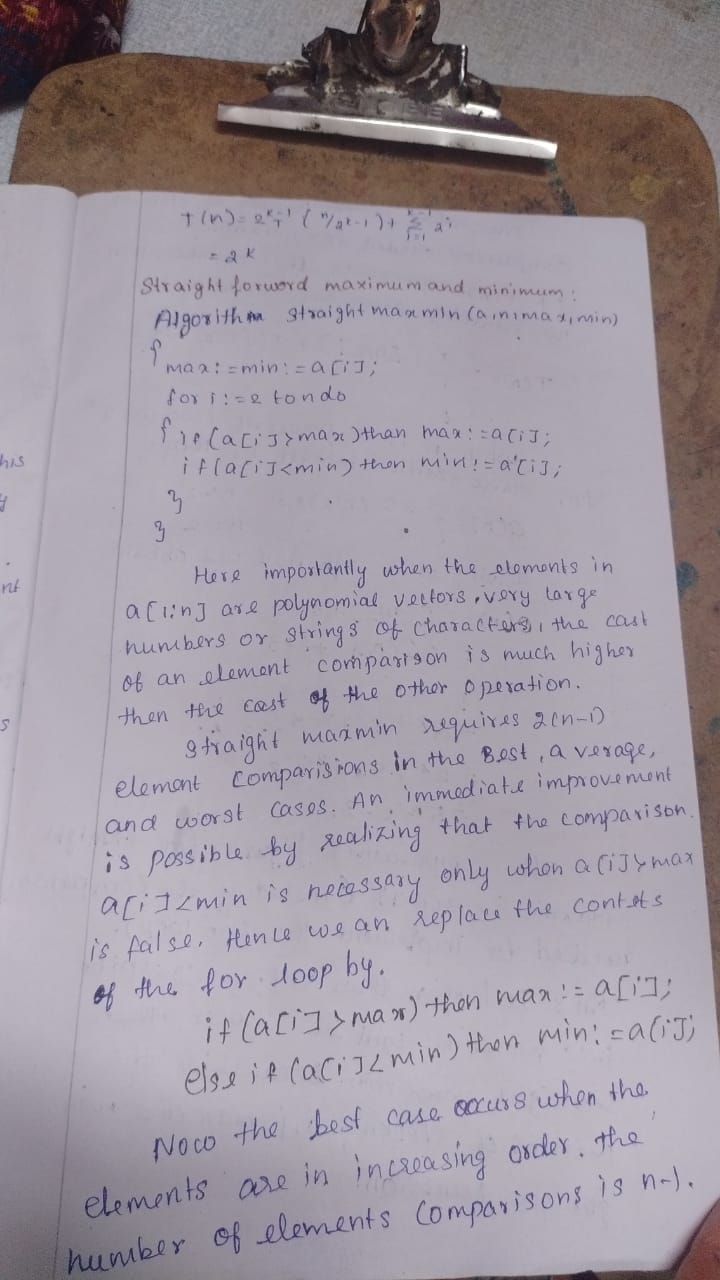 T(n)= 2^k-1 T ( n/2^k-1 ) + Σ^k-1 i=1 2^i
= 2 k
Straight forword maximum and minimum :
Algorithm straight maxmin (a,n,max,min)
{
max:=min:=a[i];
for i:=2 to n do
{ if (a[i]>max) than max:=a[i];
if (a[i]<min) then min:=a[i];
}
}
Here importantly when the elements in
a[1:n] are polynomial vectors, very large
numbers or strings of characters, the cast
of an element comparison is much higher
then the cost of the other operation.
straight maxmin requires 2(n-1)
element comparisions in the Best, average,
and worst cases. An immediate improvement
is possible by realizing that the comparison.
a[i]<min is necessary only when a[i]>max
is false. Hence we an replace the contets
of the for loop by.
if (a[i]>max) then max:=a[i];
else if (a[i]<min) then min:=a[i];
Now the best case occurs when the
elements are in increasing order. the
number of elements comparisons is n-1.
his
y
nt
s